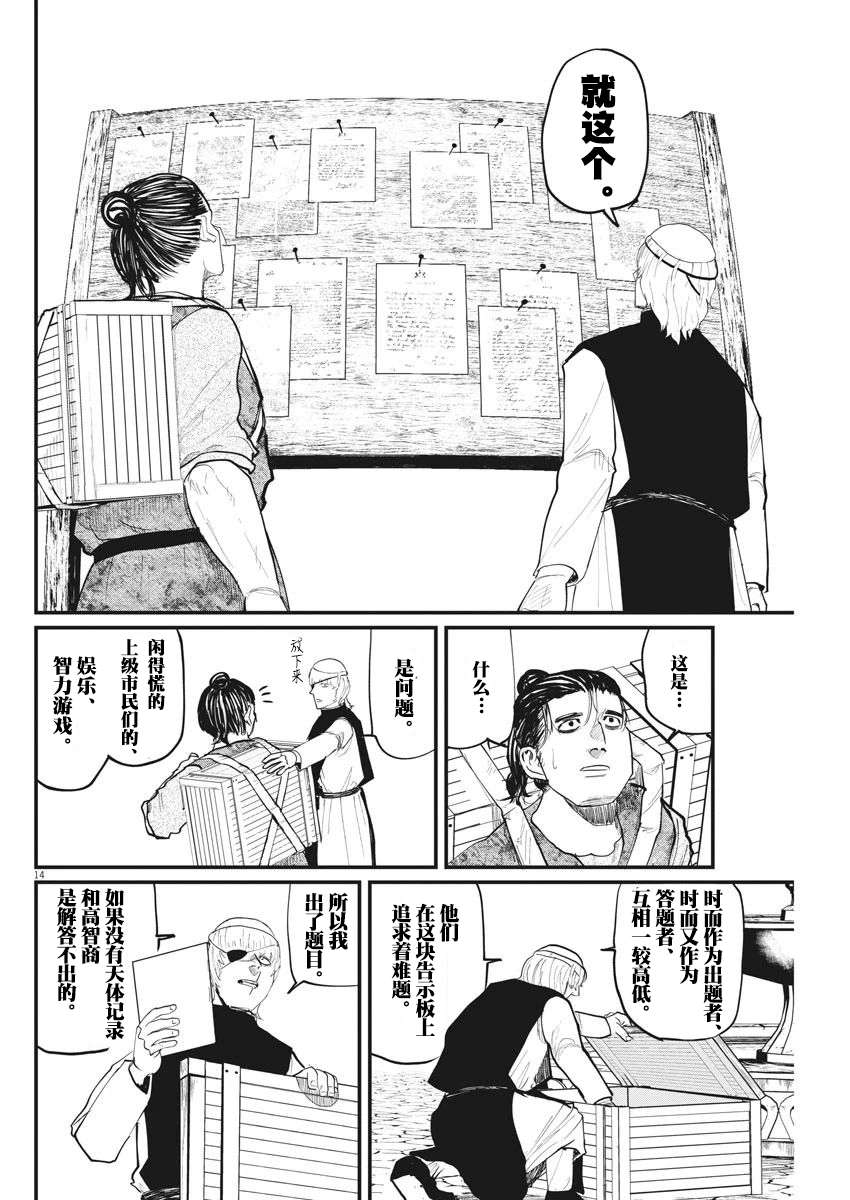 就这个。
这是…
什么…
是问题。
放下来
闲得慌的
上级市民们的、
娱乐、
智力游戏。
14
时而作为出题者、
时而又作为
答题者、
互相一较高低。
他们
在这块告示板上
追求着难题。
所以我
出了题目。
如果没有天体记录
和高智商
是解答不出的。